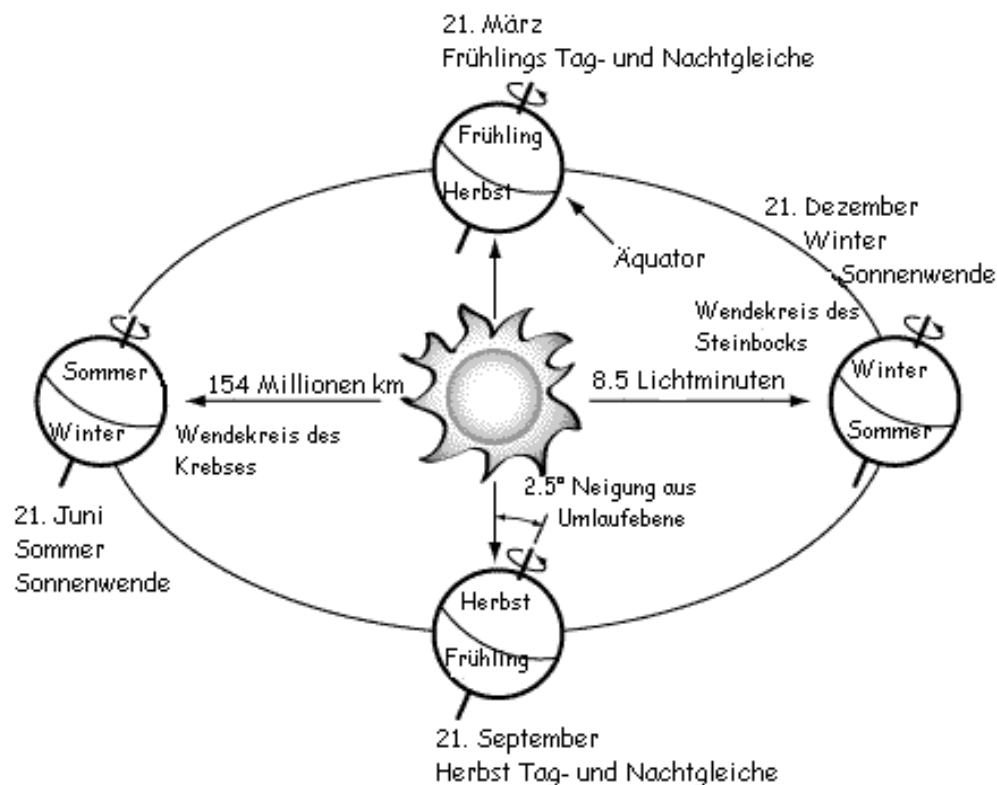 21. März
Frühlings Tag- und Nachtgleiche
Frühling
Herbst
Äquator
21. Dezember
Winter
Sonnenwende
Wendekreis des
Steinbocks
Sommer
Winter
154 Millionen km
8.5 Lichtminuten
Winter
Sommer
Wendekreis des
Krebses
21. Juni
Sommer
Sonnenwende
2.5° Neigung aus
Umlaufebene
Herbst
Frühling
21. September
Herbst Tag- und Nachtgleiche